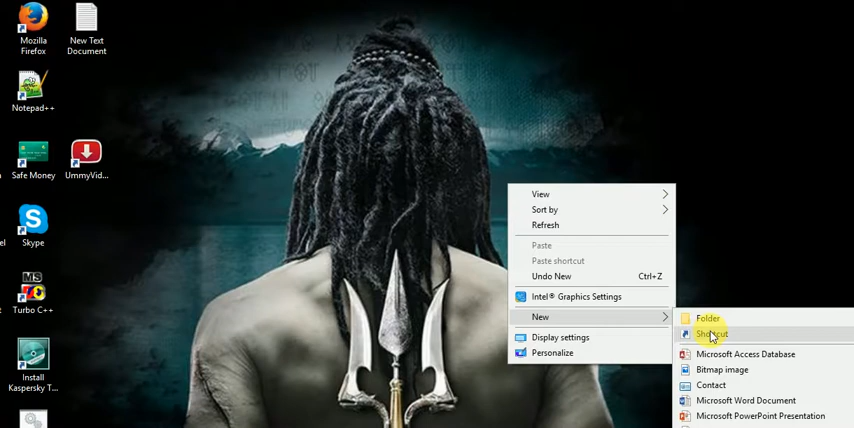 Mozilla
Firefox
New Text
Document
Notepad++
Safe Money
UmmyVid...
Skype
MS
Turbo C++
Install
Kaspersky T...
View
Sort by
Refresh
Paste
Paste shortcut
Undo New Ctrl+Z
Intel® Graphics Settings
New
Display settings
Personalize
Folder
Shortcut
Microsoft Access Database
Bitmap image
Contact
Microsoft Word Document
Microsoft PowerPoint Presentation